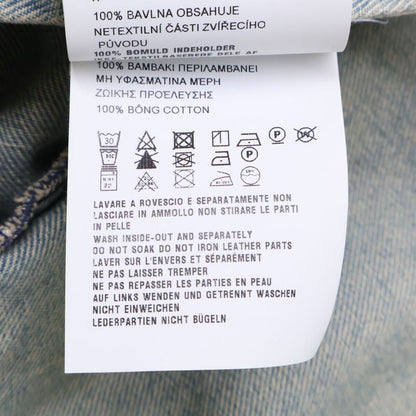 100% BAVLNA OBSAHUJE
NETEXTILNÍ ČÁSTI ZVÍŘECÍHO
PŮVODU
100% BOMULD INDEHOLDER
100% ΒΑΜΒΑΚΙ ΠΕΡΙΛΑΜΒΑΝΕΙ
ΜΗ ΥΦΑΣΜΑΤΙΝΑ ΜΕΡΗ
ΖΩΙΚΗΣ ΠΡΟΕΛΕΥΣΗΣ
100% BÔNG COTTON
30
P
LAVARE A ROVESCIO E SEPARATAMENTE NON
LASCIARE IN AMMOLLO NON STIRARE LE PARTI
IN PELLE
WASH INSIDE-OUT AND SEPARATELY
DO NOT SOAK DO NOT IRON LEATHER PARTS
LAVER SUR L'ENVERS ET SÉPARÉMENT
NE PAS LAISSER TREMPER
NE PAS REPASSER LES PARTIES EN PEAU
AUF LINKS WENDEN UND GETRENNT WASCHEN
NICHT EINWEICHEN
LEDERPARTIEN NICHT BÜGELN